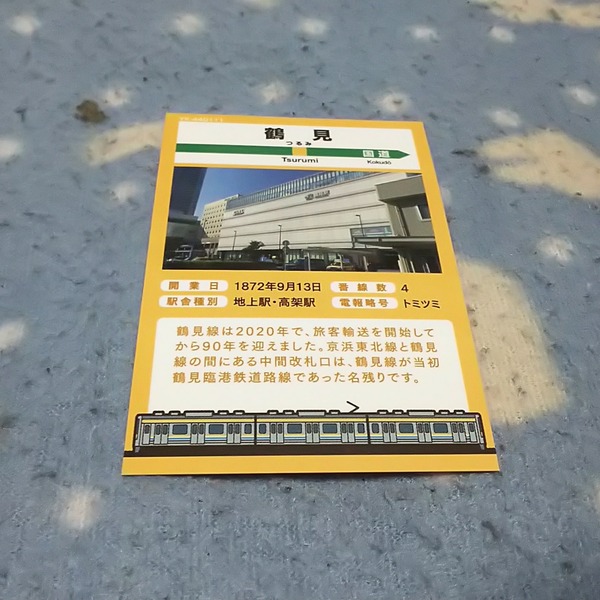 鶴見
つるみ
Tsurumi
国道
Kokudō
開業日 1872年9月13日 番線数 4
駅舎種別 地上駅・高架駅 電報略号 トミツミ
鶴見線は2020年で、旅客輸送を開始して
から90年を迎えました。京浜東北線と鶴見
線の間にある中間改札口は、鶴見線が当初
鶴見臨港鉄道路線であった名残りです。